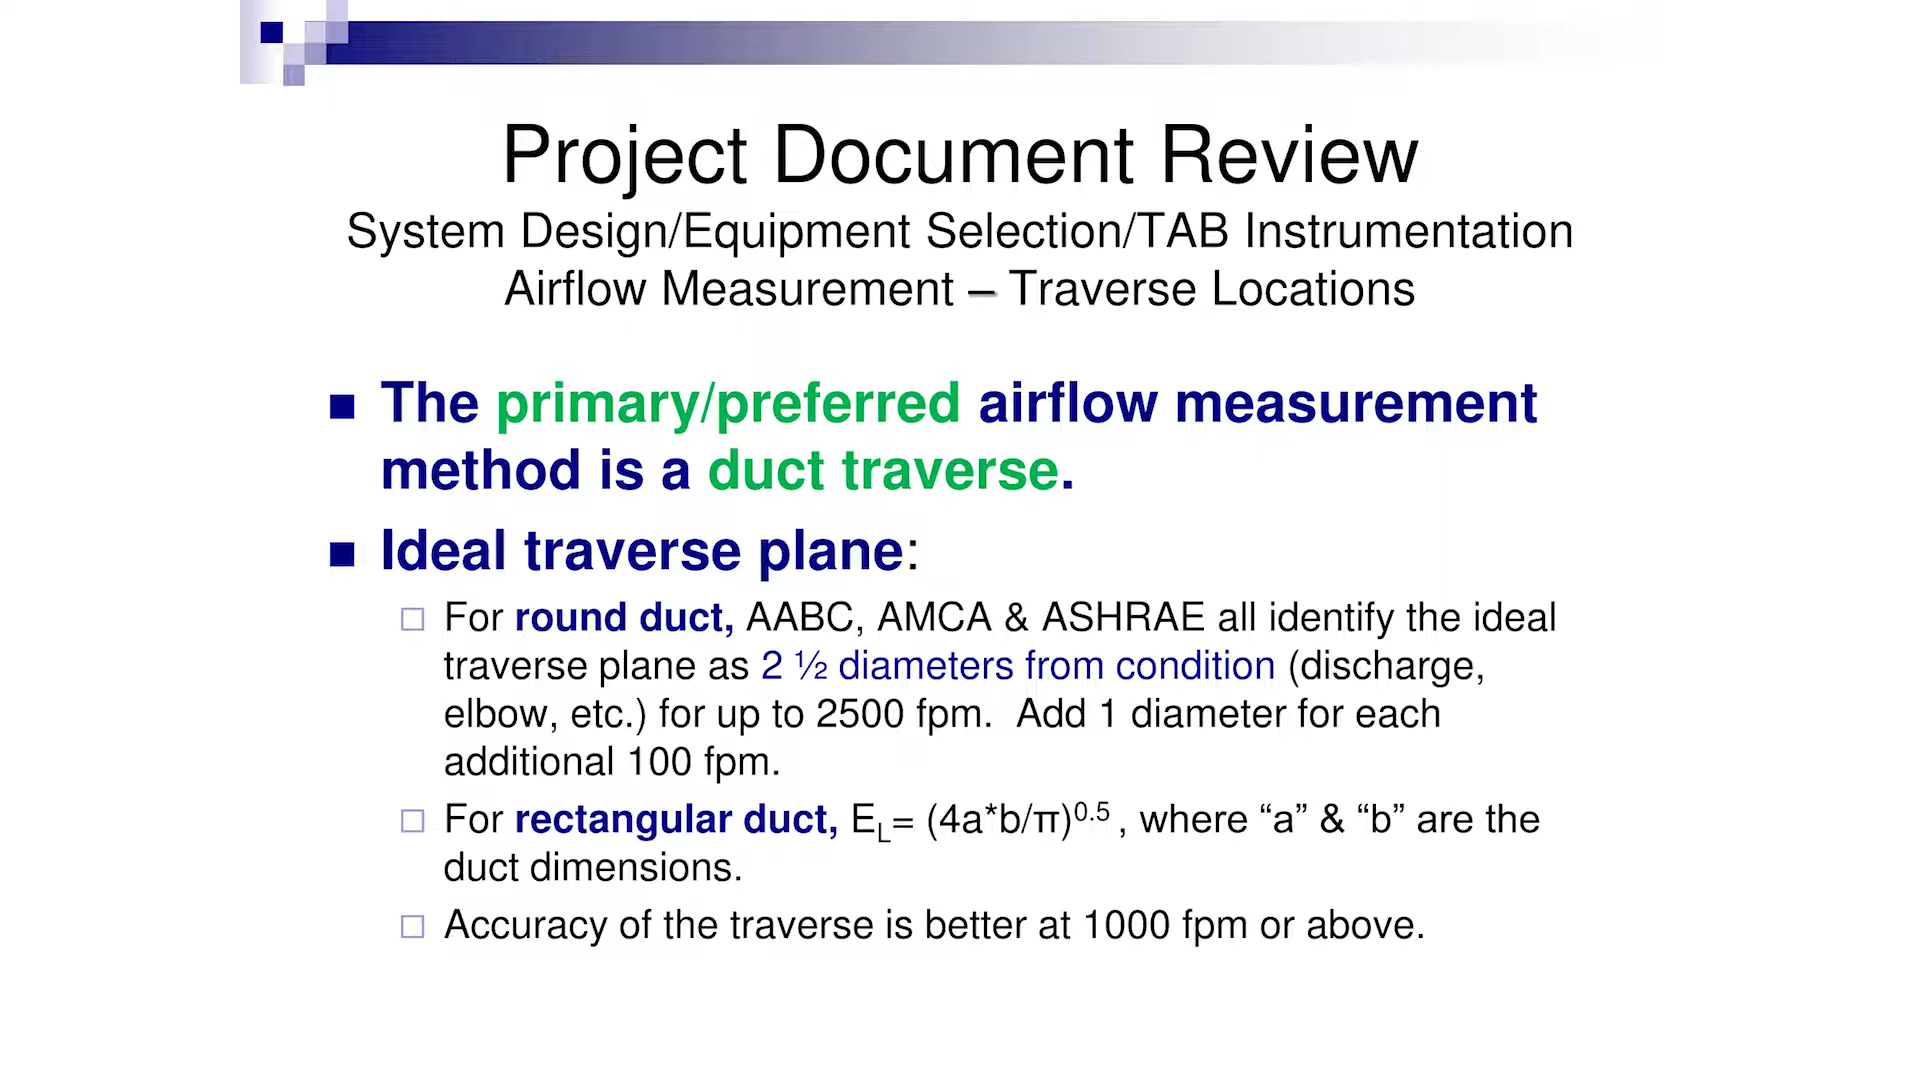 Project Document Review
System Design/Equipment Selection/TAB Instrumentation
Airflow Measurement – Traverse Locations
The primary/preferred airflow measurement
method is a duct traverse.
Ideal traverse plane:
For round duct, AABC, AMCA & ASHRAE all identify the ideal
traverse plane as 2 ½ diameters from condition (discharge,
elbow, etc.) for up to 2500 fpm.  Add 1 diameter for each
additional 100 fpm.
For rectangular duct, E_L= (4a*b/π)^0.5 , where “a” & “b” are the
duct dimensions.
Accuracy of the traverse is better at 1000 fpm or above.